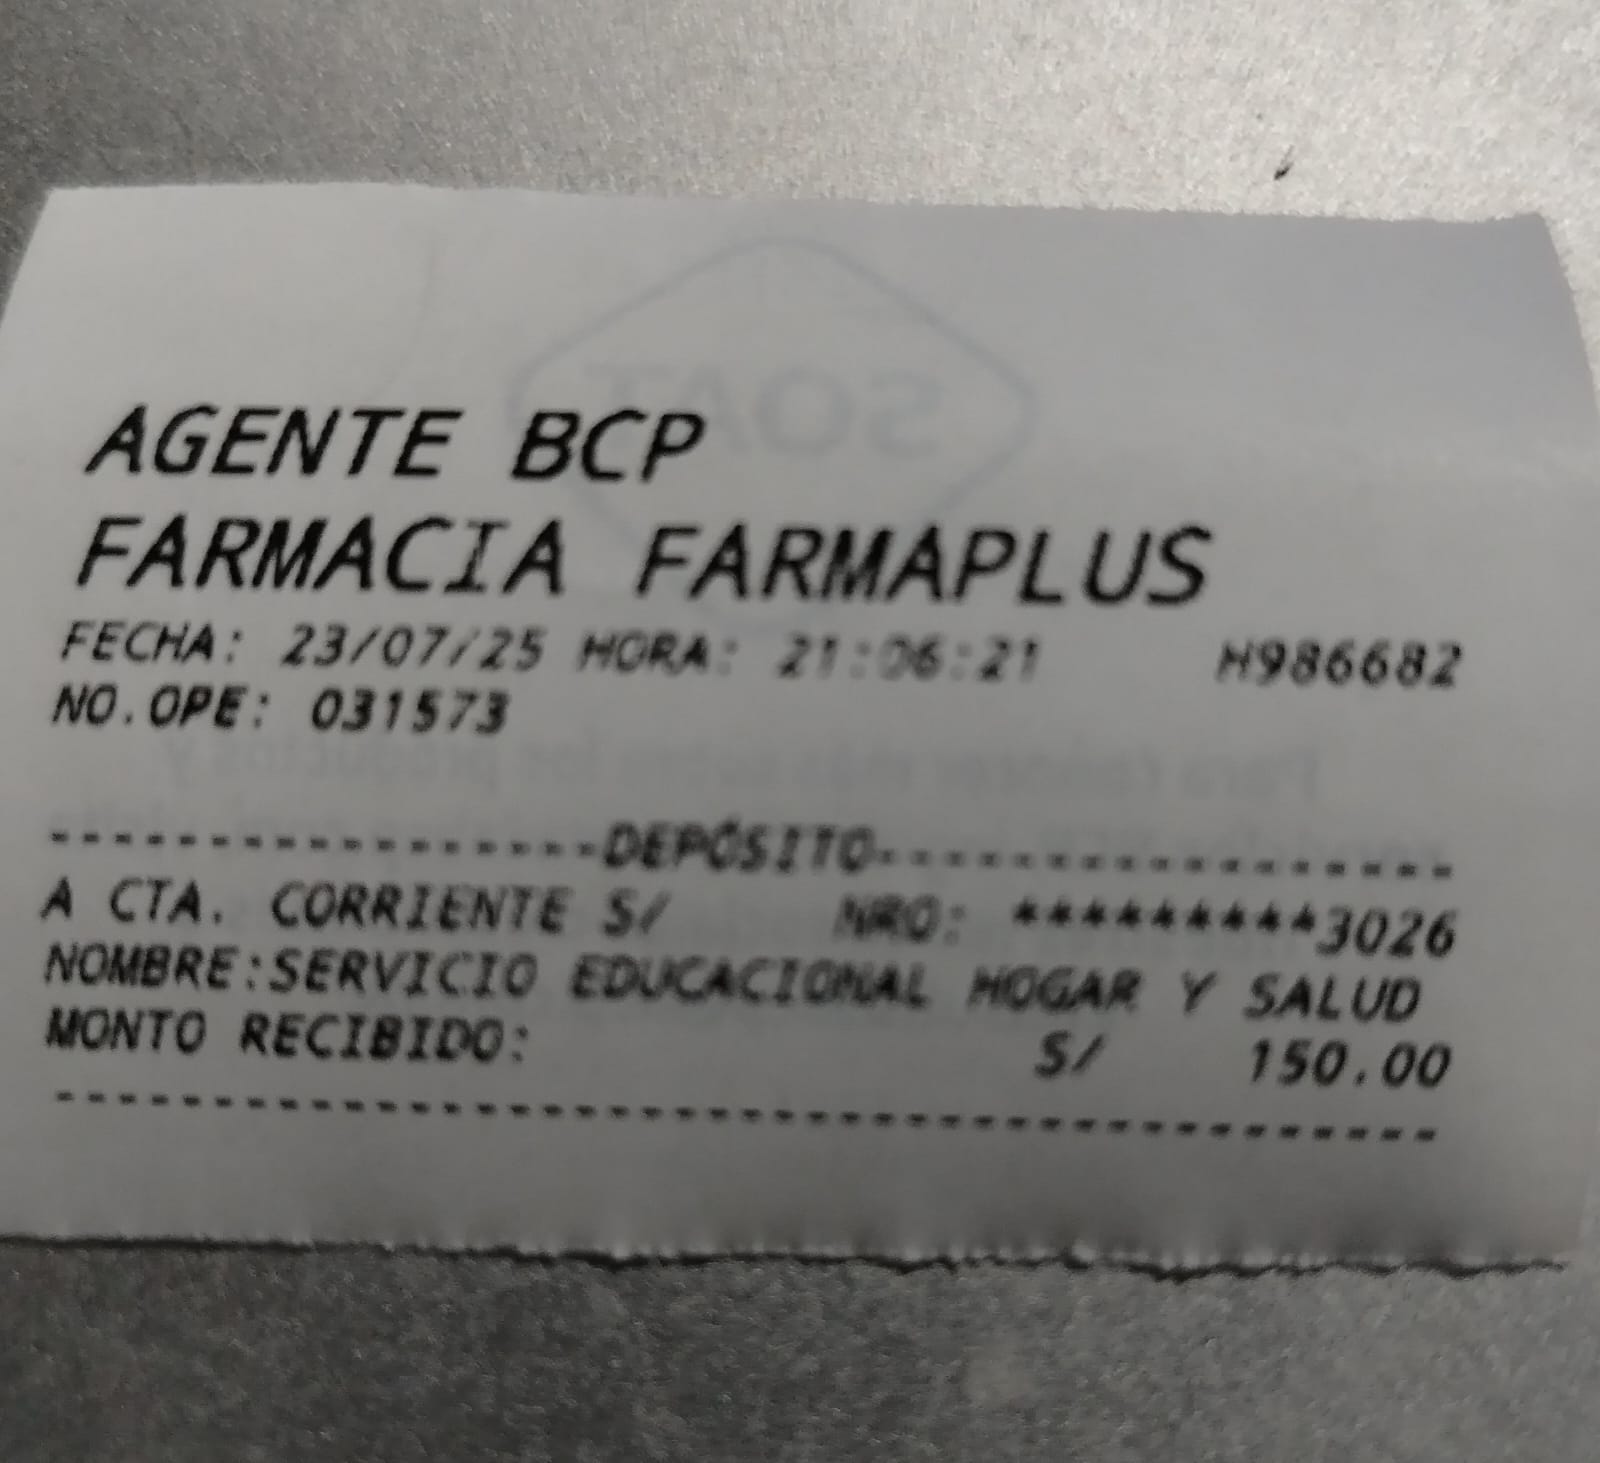 AGENTE BCP
FARMACIA FARMAPLUS
FECHA: 23/07/25 HORA: 21:06:21 H986682
NO.OPE: 031573
-----------------DEPÓSITO-----------------
A CTA. CORRIENTE S/ NRO: *********3026
NOMBRE:SERVICIO EDUCACIONAL HOGAR Y SALUD
MONTO RECIBIDO: S/ 150.00